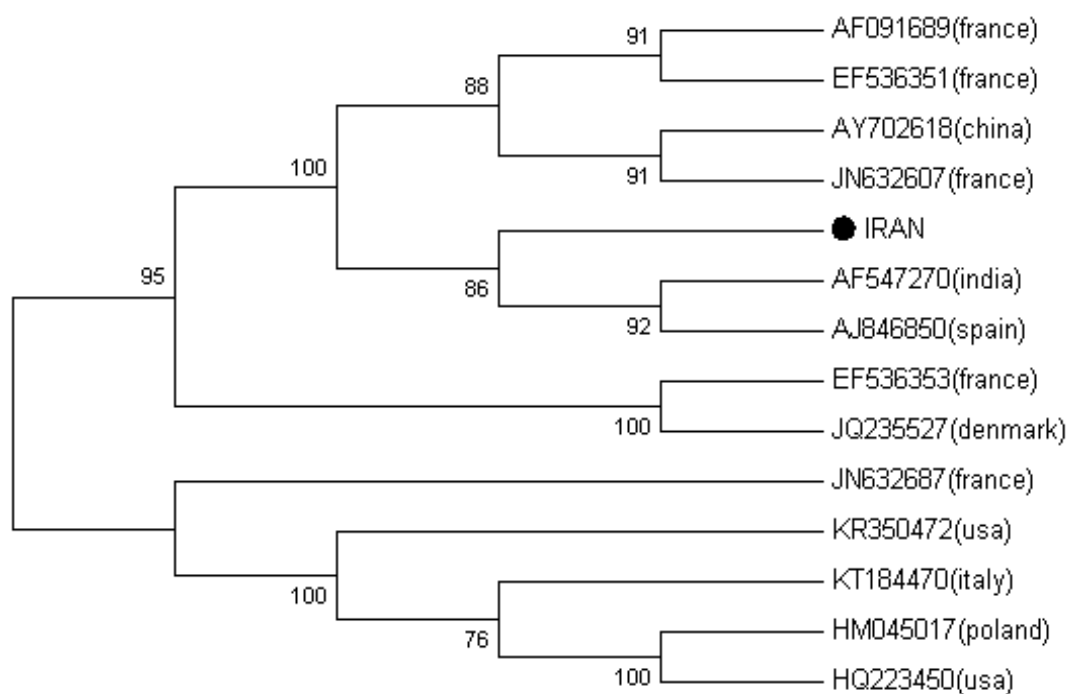 91
AF091689(france)
EF536351(france)
88
AY702618(china)
91
JN632607(france)
100
IRAN
95
86
AF547270(india)
92
AJ846850(spain)
EF536353(france)
100
JQ235527(denmark)
JN632687(france)
KR350472(usa)
100
KT184470(italy)
76
HM045017(poland)
100
HQ223450(usa)